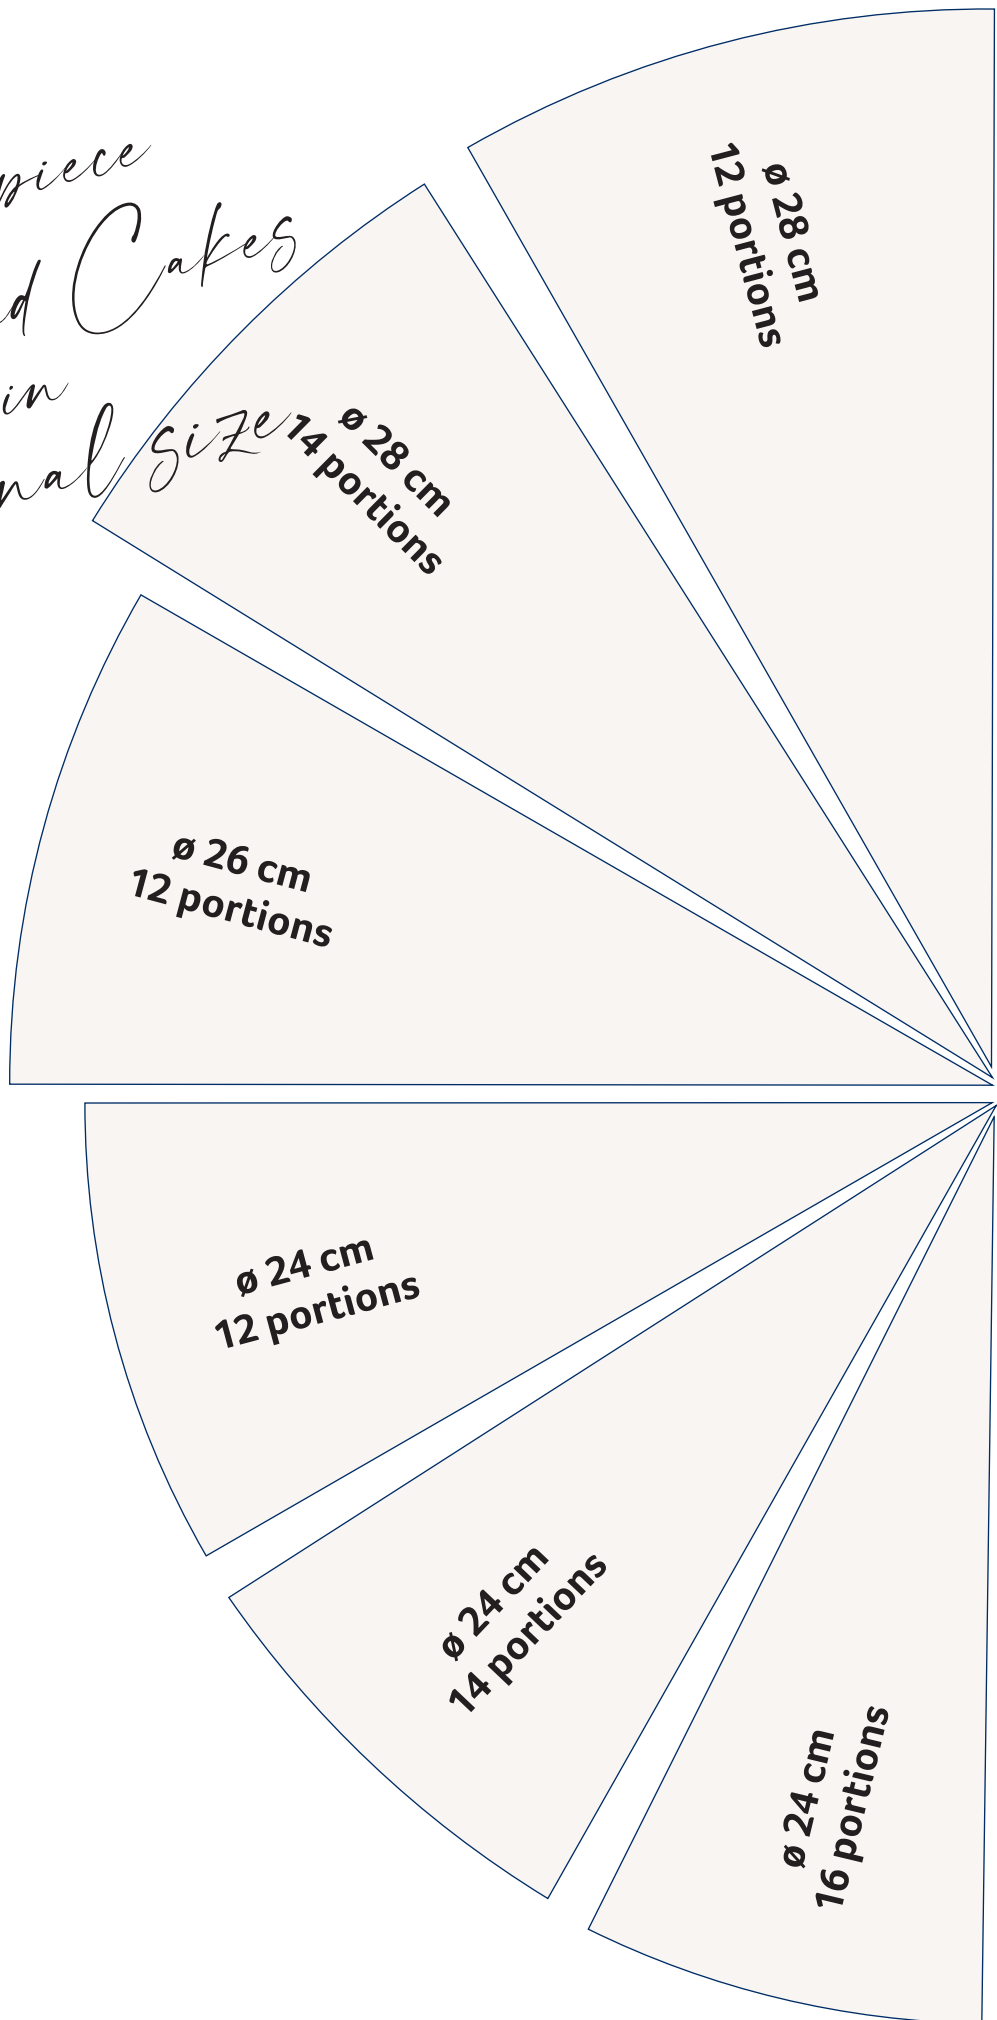 piece
d Cakes
in
nal size
ø 28 cm
12 portions
ø 28 cm
14 portions
ø 26 cm
12 portions
ø 24 cm
12 portions
ø 24 cm
14 portions
ø 24 cm
16 portions